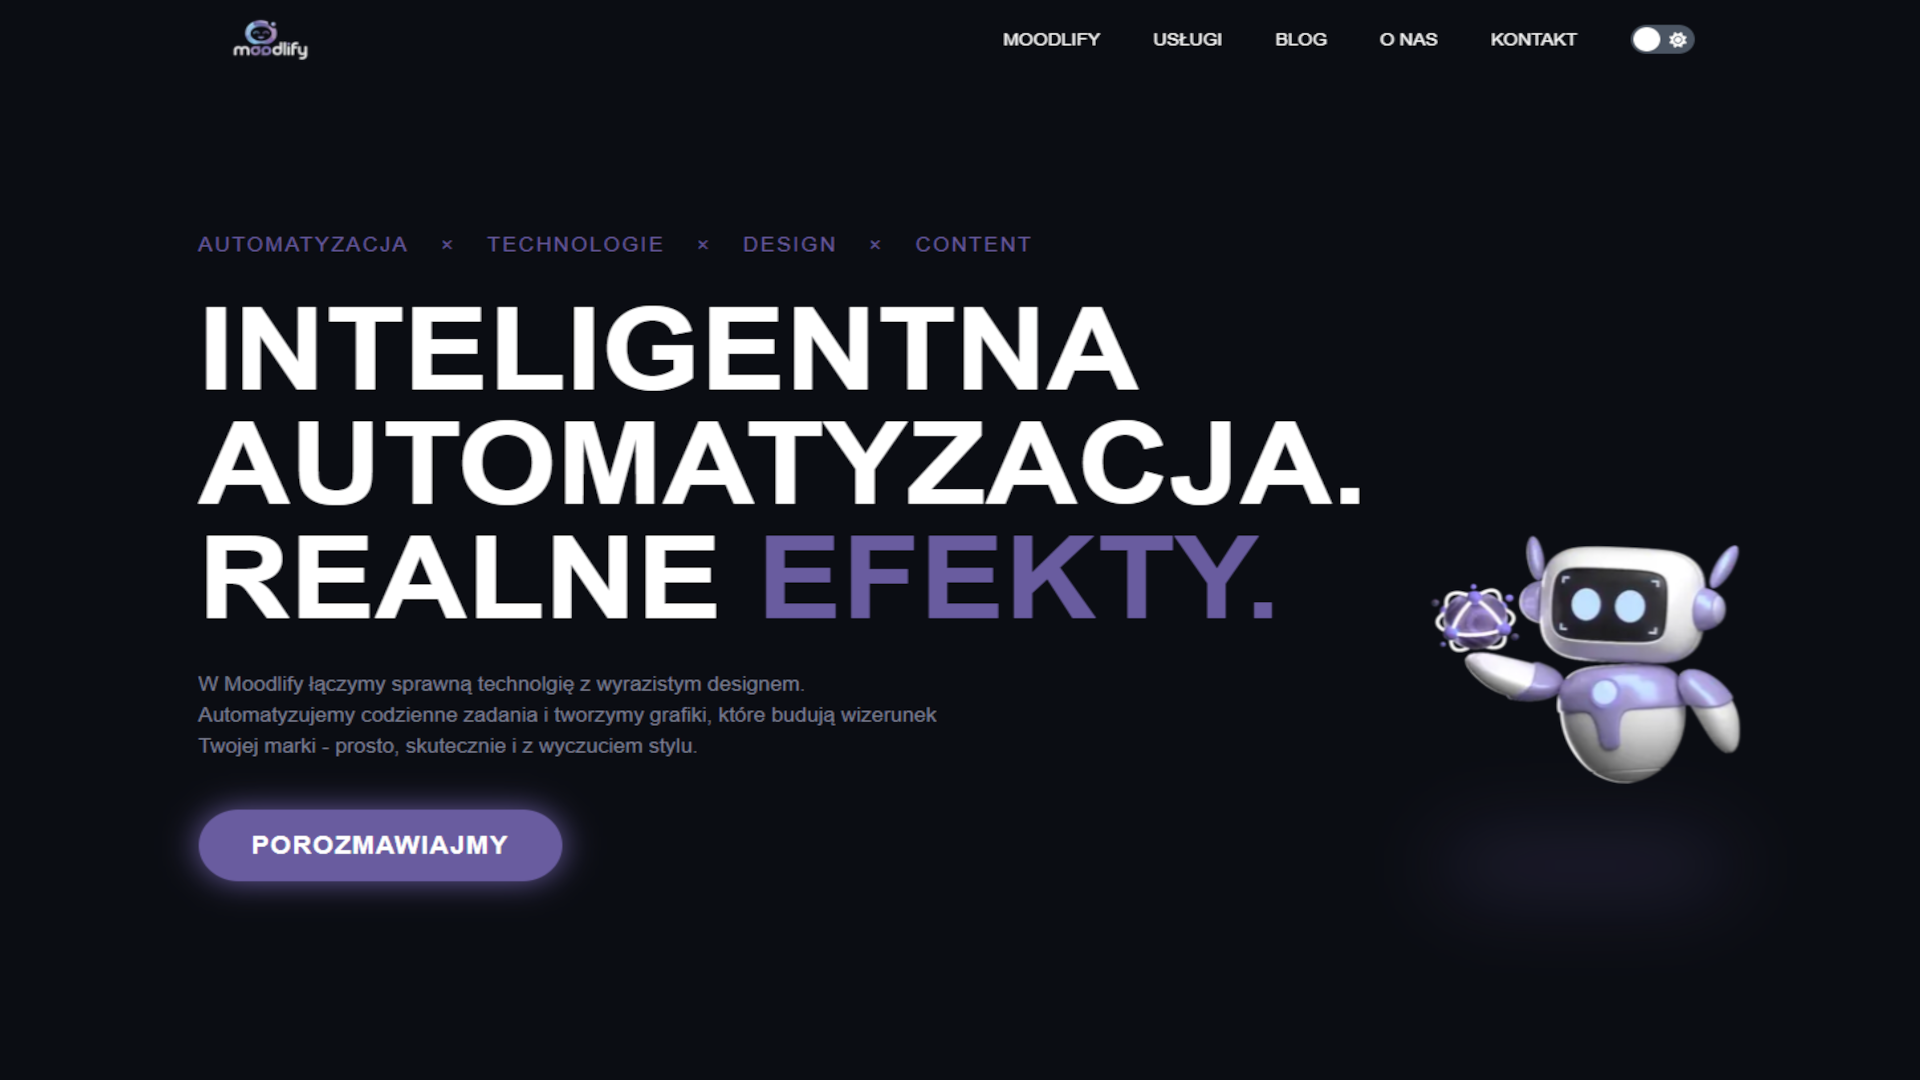 moodlify
MOODLIFY USŁUGI BLOG O NAS KONTAKT
AUTOMATYZACJA × TECHNOLOGIE × DESIGN × CONTENT
INTELIGENTNA
AUTOMATYZACJA.
REALNE EFEKTY.
W Moodlify łączymy sprawną technolgię z wyrazistym designem.
Automatyzujemy codzienne zadania i tworzymy grafiki, które budują wizerunek
Twojej marki - prosto, skutecznie i z wyczuciem stylu.
POROZMAWIAJMY